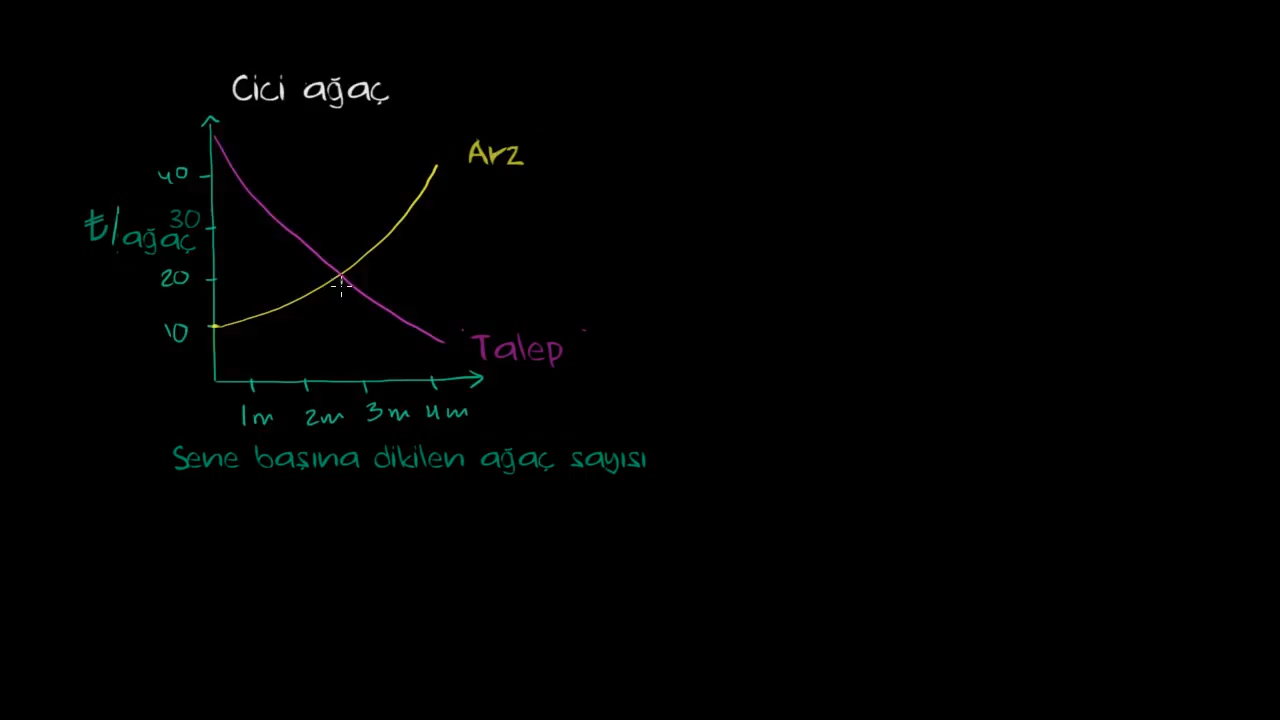 Cici ağaç
Arz
40
₺/ağaç
30
20
10
Talep
1m 2m 3m 4m
Sene başına dikilen ağaç sayısı